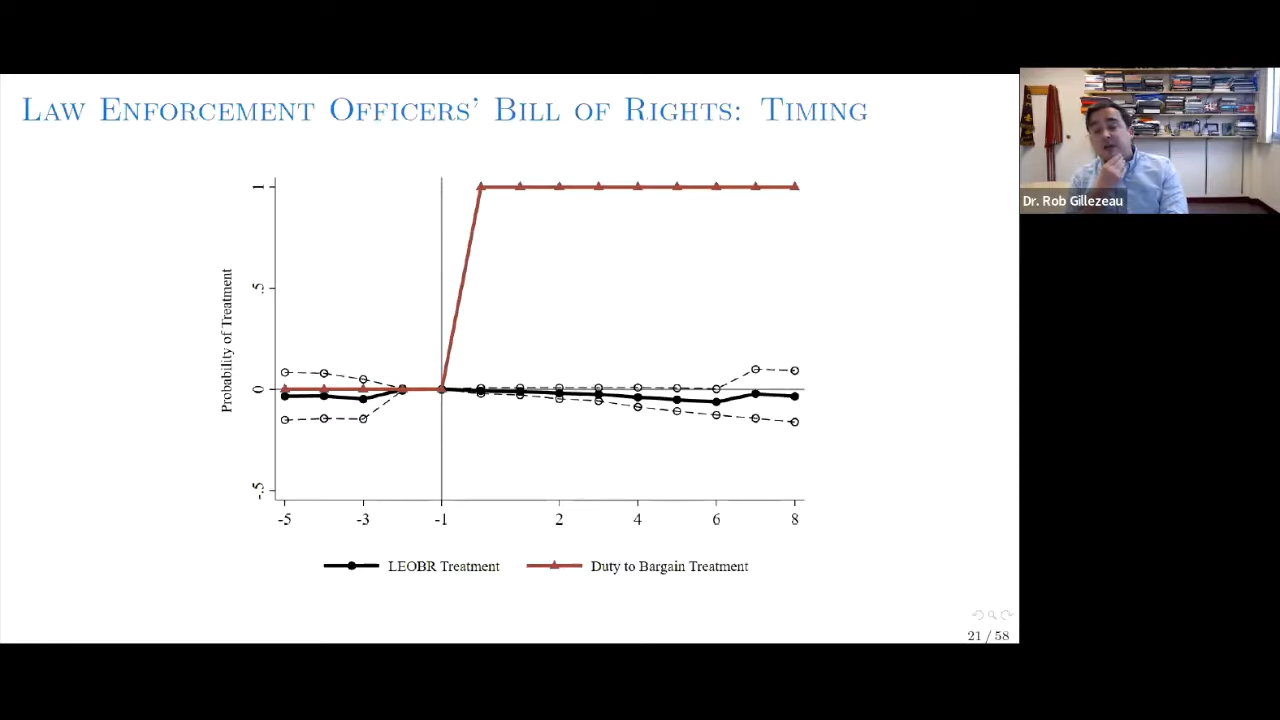 LAW ENFORCEMENT OFFICERS' BILL OF RIGHTS: TIMING
Dr. Rob Gillezeau
Probability of Treatment
1
.5
0
-.5
-5 -3 -1 2 4 6 8
LEOBR Treatment Duty to Bargain Treatment
21 / 58